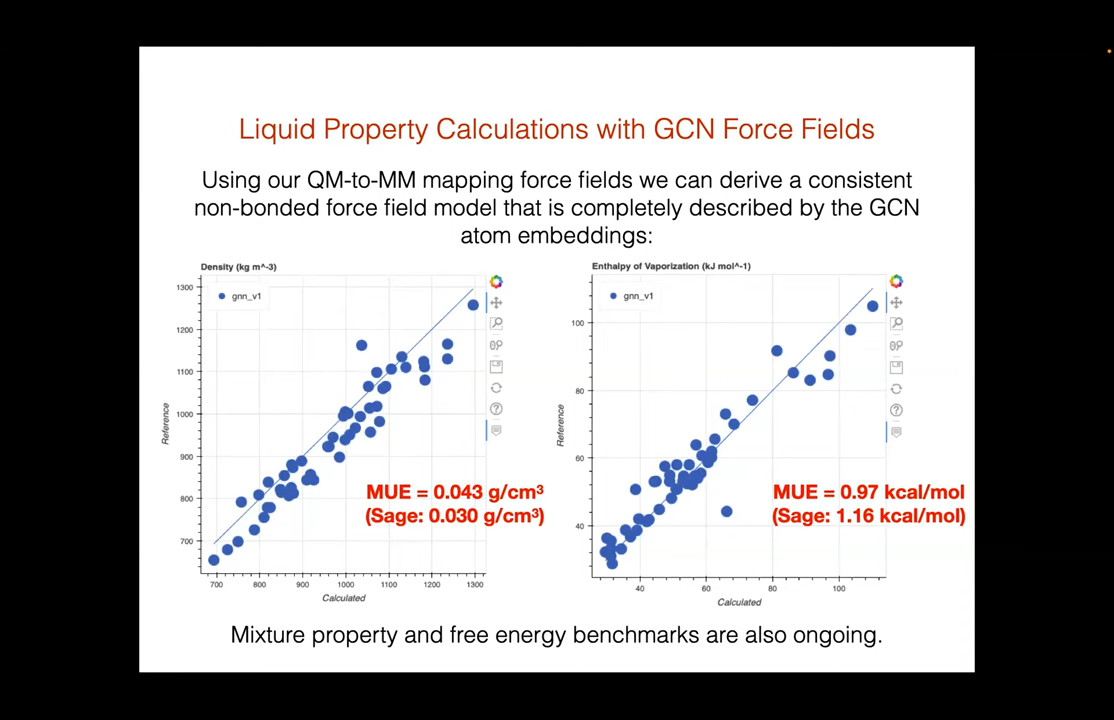 Liquid Property Calculations with GCN Force Fields
Using our QM-to-MM mapping force fields we can derive a consistent
non-bonded force field model that is completely described by the GCN
atom embeddings:
Density (kg m^-3)
gnn_v1
1300
1200
1100
1000
900
800
700
Reference
700 800 900 1000 1100 1200 1300
Calculated
MUE = 0.043 g/cm³
(Sage: 0.030 g/cm³)
Enthalpy of Vaporization (kJ mol^-1)
gnn_v1
100
80
60
40
Reference
40 60 80 100
Calculated
MUE = 0.97 kcal/mol
(Sage: 1.16 kcal/mol)
Mixture property and free energy benchmarks are also ongoing.